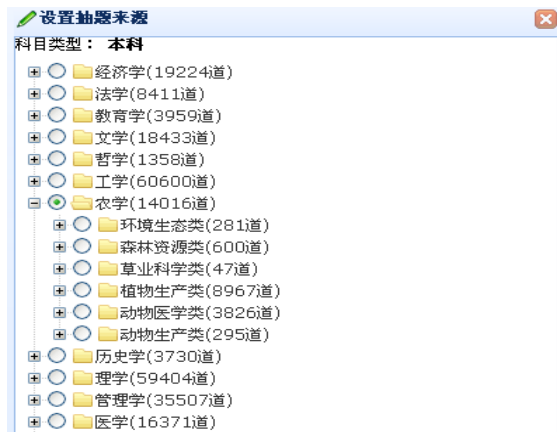 设置抽题来源
科目类型： 本科
经济学(19224道)
法学(8411道)
教育学(3959道)
文学(18433道)
哲学(1358道)
工学(60600道)
农学(14016道)
环境生态类(281道)
森林资源类(600道)
草业科学类(47道)
植物生产类(8967道)
动物医学类(3826道)
动物生产类(295道)
历史学(3730道)
理学(59404道)
管理学(35507道)
医学(16371道)